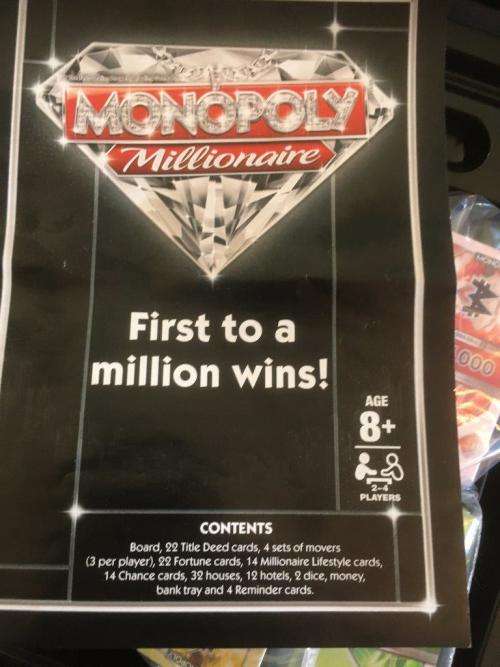 MONOPOLY
Millionaire
First to a
million wins!
AGE
8+
2-4
PLAYERS
CONTENTS
Board, 22 Title Deed cards, 4 sets of movers
(3 per player), 22 Fortune cards, 14 Millionaire Lifestyle cards,
14 Chance cards, 32 houses, 12 hotels, 2 dice, money,
bank tray and 4 Reminder cards.
000